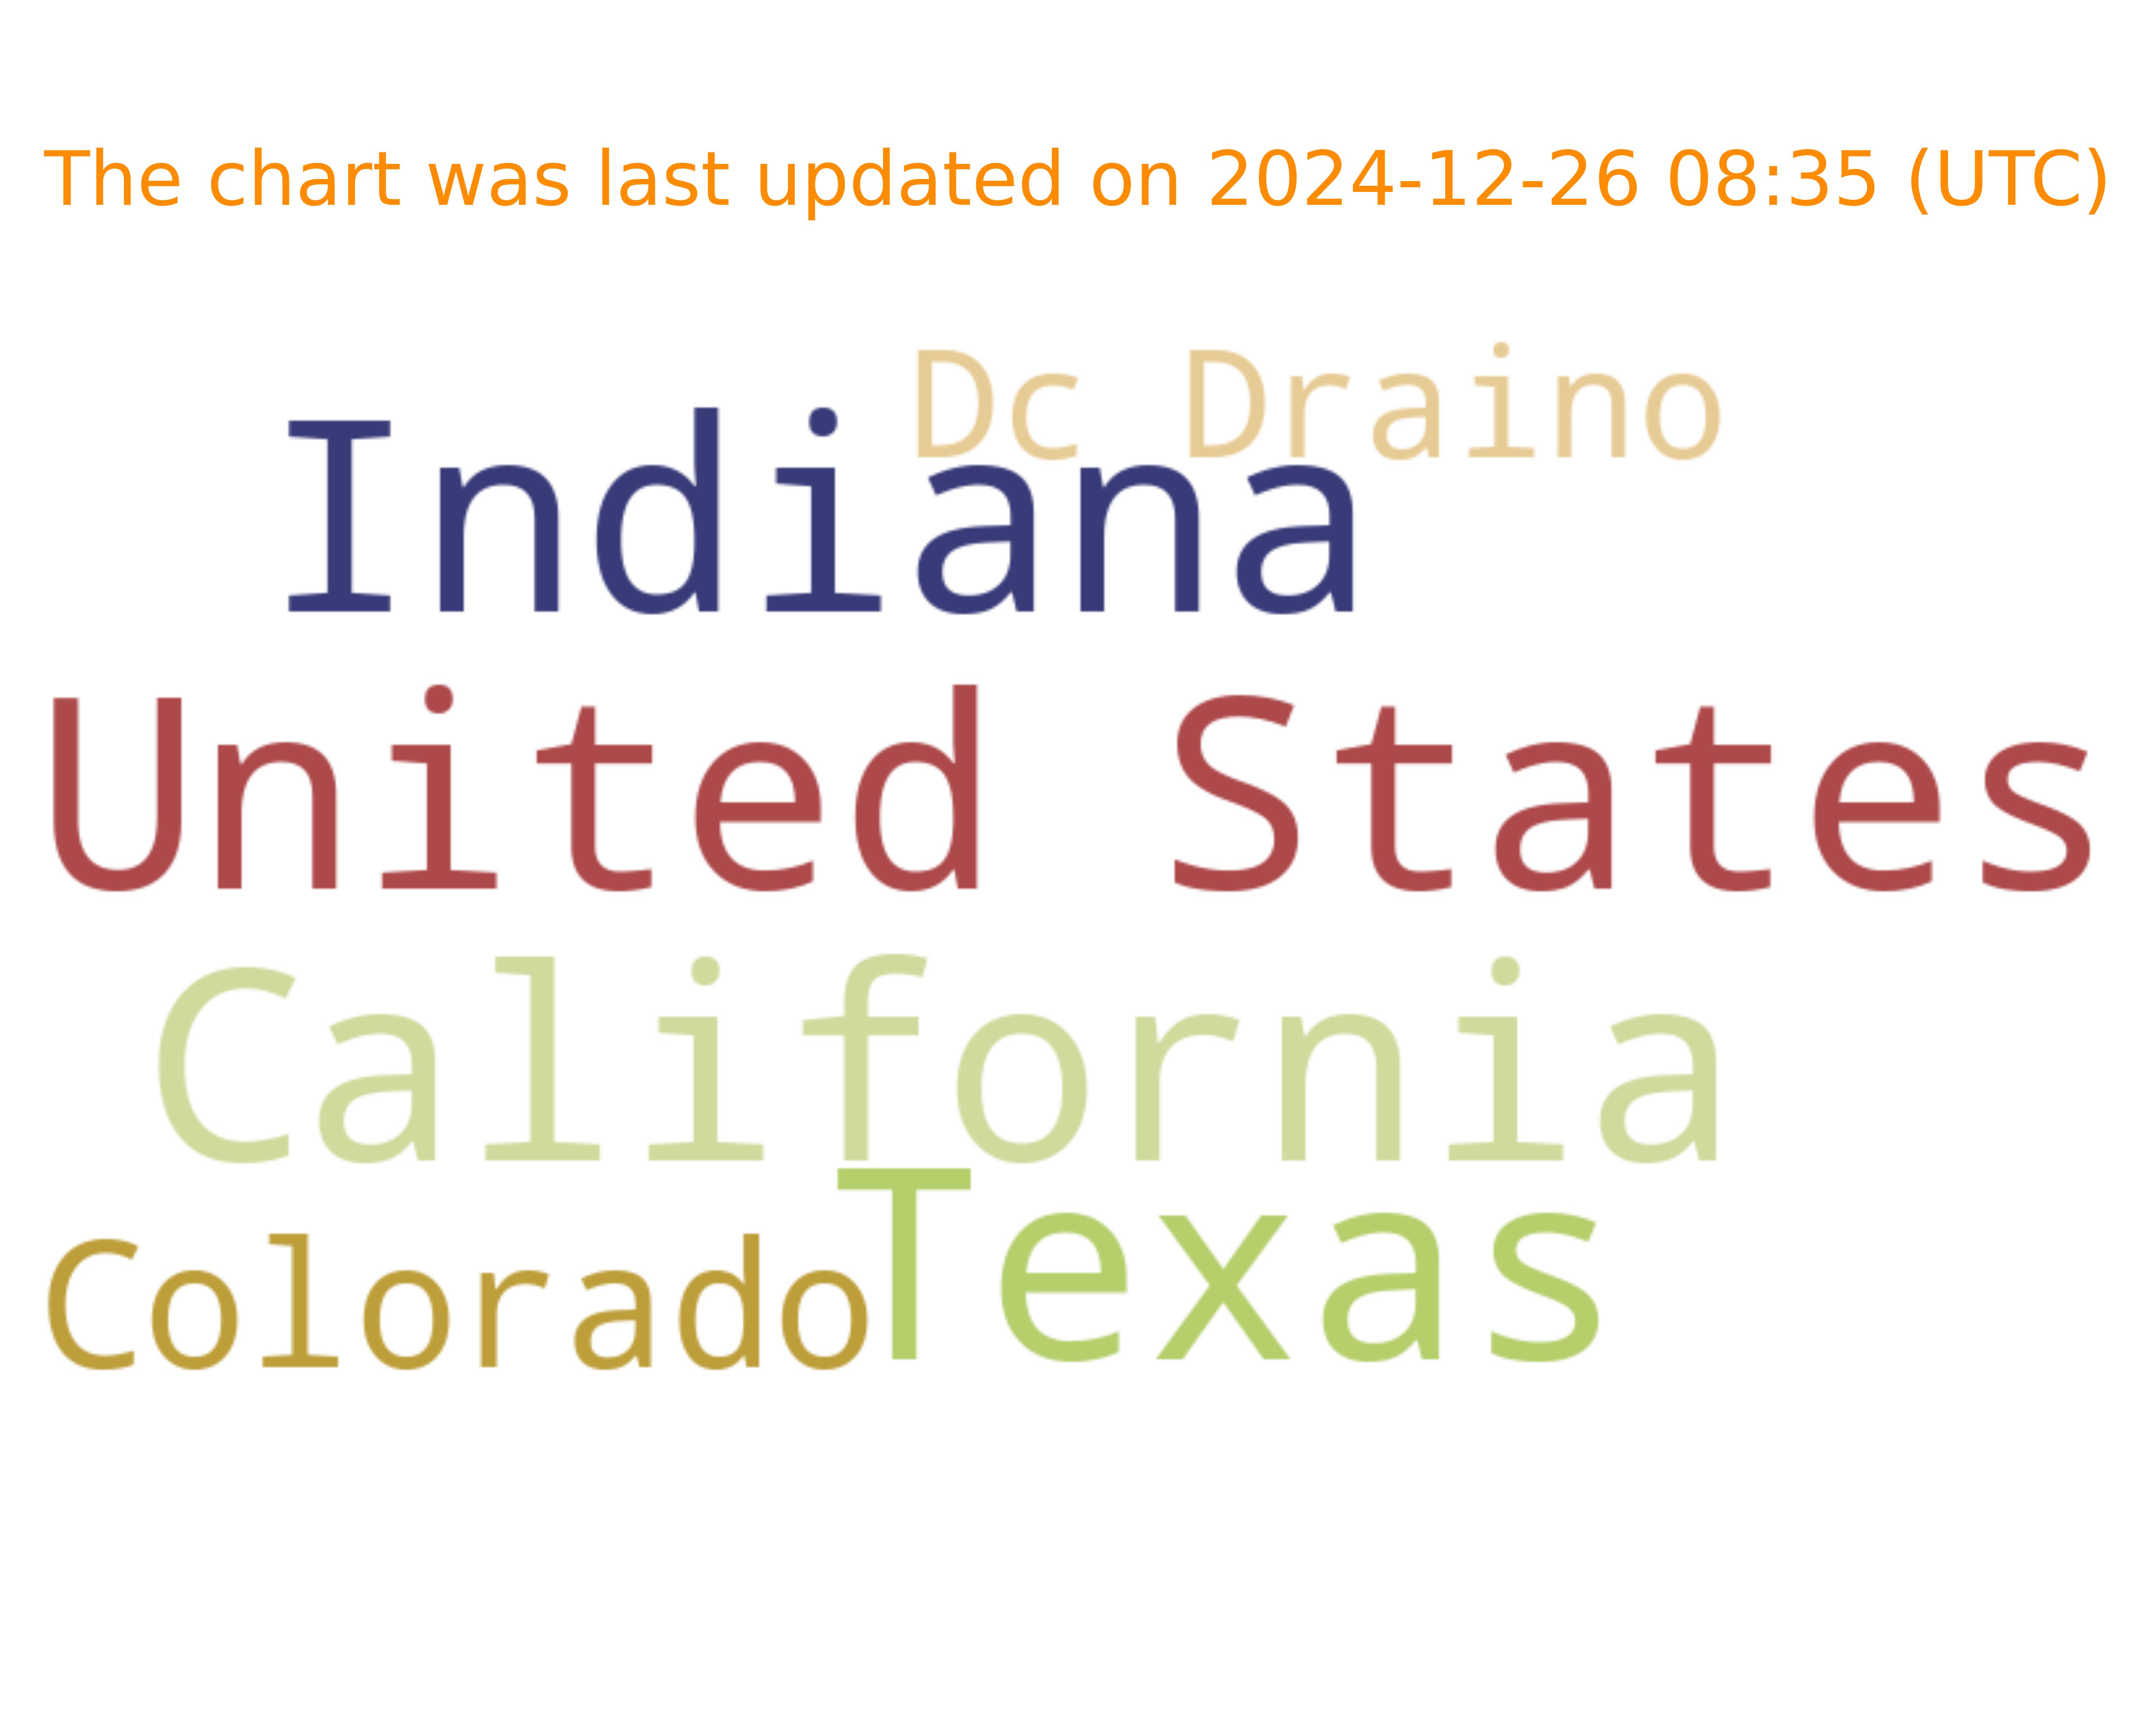 The chart was last updated on 2024-12-26 08:35 (UTC)
Dc Draino
Indiana
United States
California
Colorado
Texas